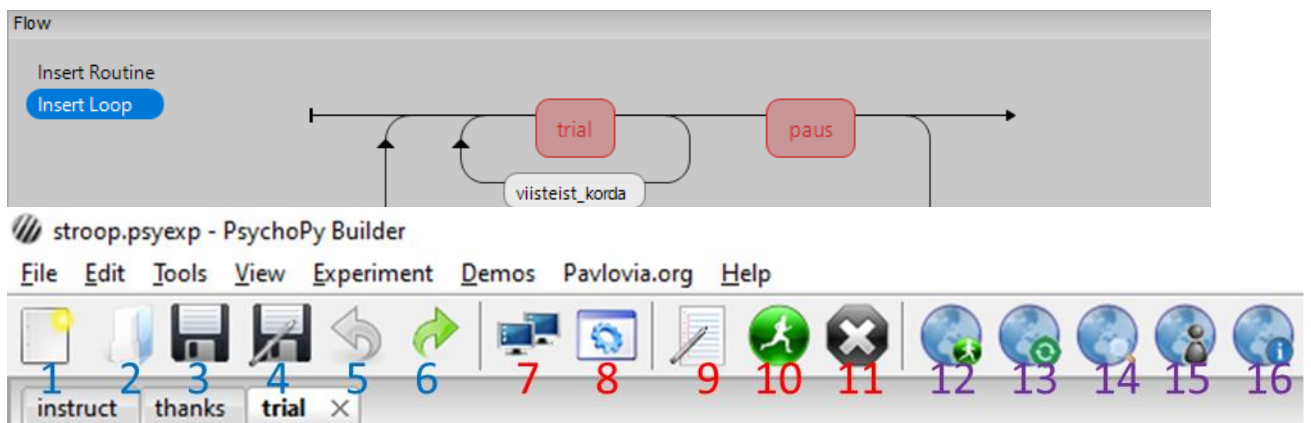 Flow
Insert Routine
Insert Loop
trial
paus
viisteist_korda
stroop.psyexp - PsychoPy Builder
File Edit Tools View Experiment Demos Pavlovia.org Help
1 2 3 4 5 6 7 8 9 10 11 12 13 14 15 16
instruct thanks trial